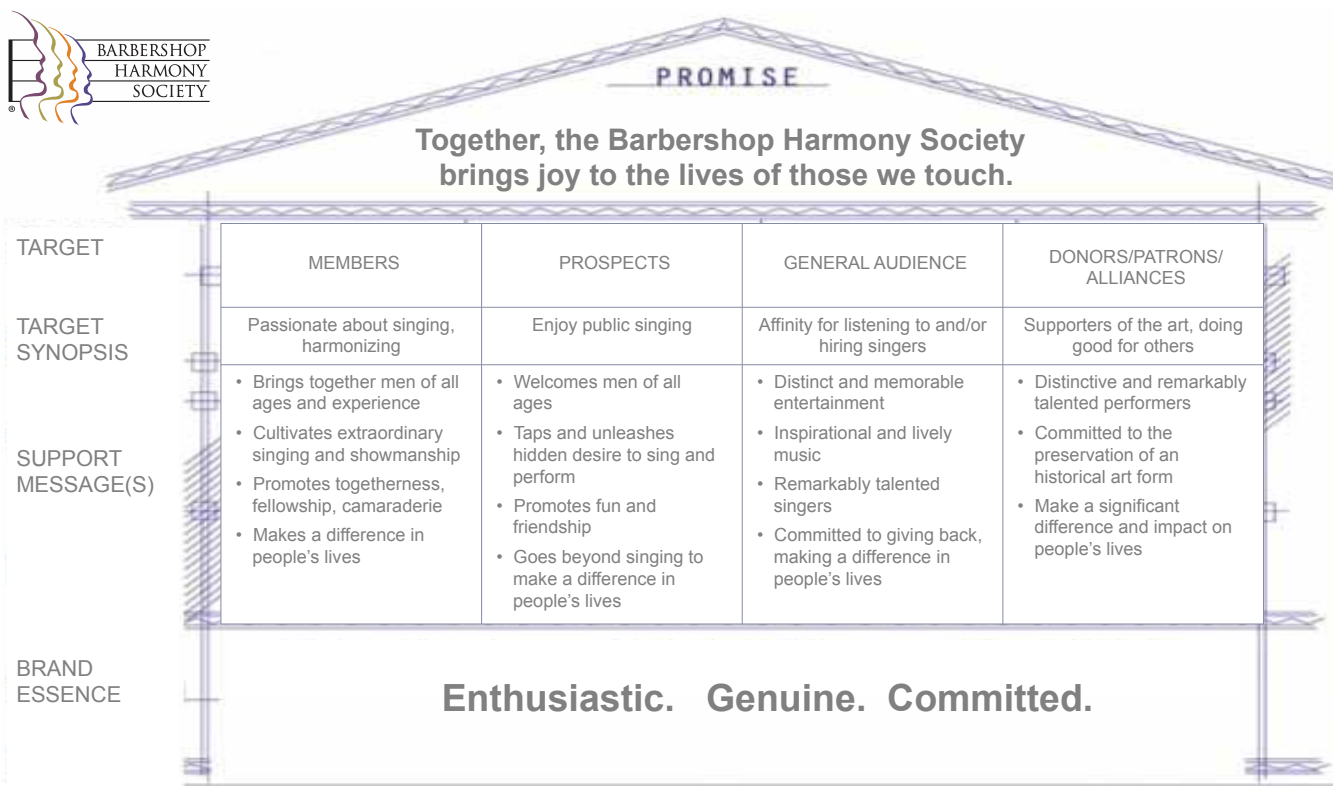 BARBERSHOP
HARMONY
SOCIETY
®
PROMISE
Together, the Barbershop Harmony Society
brings joy to the lives of those we touch.
TARGET
MEMBERS
PROSPECTS
GENERAL AUDIENCE
DONORS/PATRONS/
ALLIANCES
TARGET
SYNOPSIS
Passionate about singing,
harmonizing
Enjoy public singing
Affinity for listening to and/or
hiring singers
Supporters of the art, doing
good for others
SUPPORT
MESSAGE(S)
• Brings together men of all
ages and experience
• Cultivates extraordinary
singing and showmanship
• Promotes togetherness,
fellowship, camaraderie
• Makes a difference in
people’s lives
• Welcomes men of all
ages
• Taps and unleashes
hidden desire to sing and
perform
• Promotes fun and
friendship
• Goes beyond singing to
make a difference in
people’s lives
• Distinct and memorable
entertainment
• Inspirational and lively
music
• Remarkably talented
singers
• Committed to giving back,
making a difference in
people’s lives
• Distinctive and remarkably
talented performers
• Committed to the
preservation of an
historical art form
• Make a significant
difference and impact on
people’s lives
BRAND
ESSENCE
Enthusiastic. Genuine. Committed.